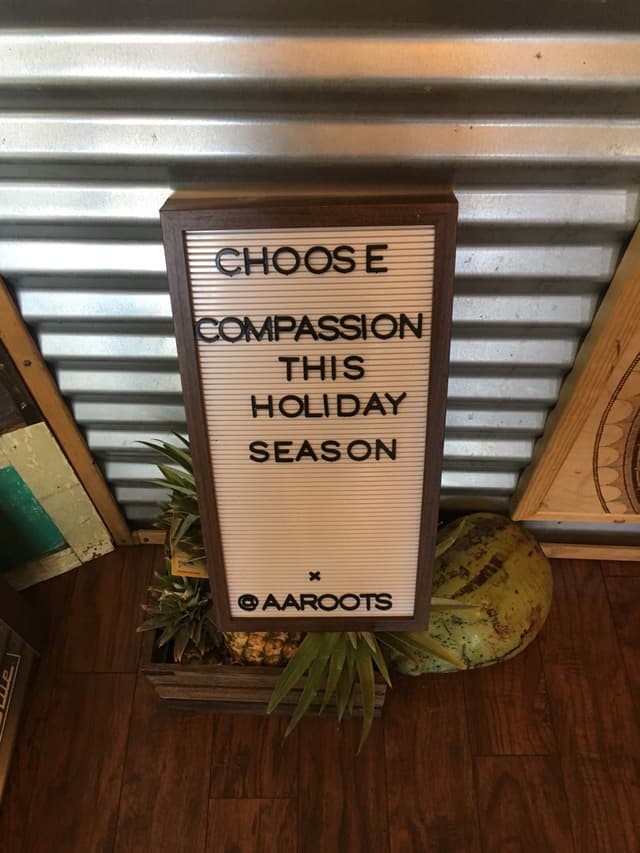 CHOOSE
COMPASSION
THIS
HOLIDAY
SEASON
x
@AAROOTS